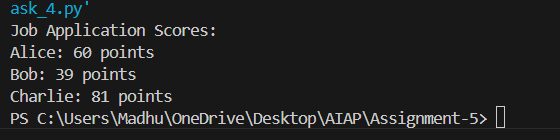 ask_4.py'
Job Application Scores:
Alice: 60 points
Bob: 39 points
Charlie: 81 points
PS C:\Users\Madhu\OneDrive\Desktop\AIAP\Assignment-5>